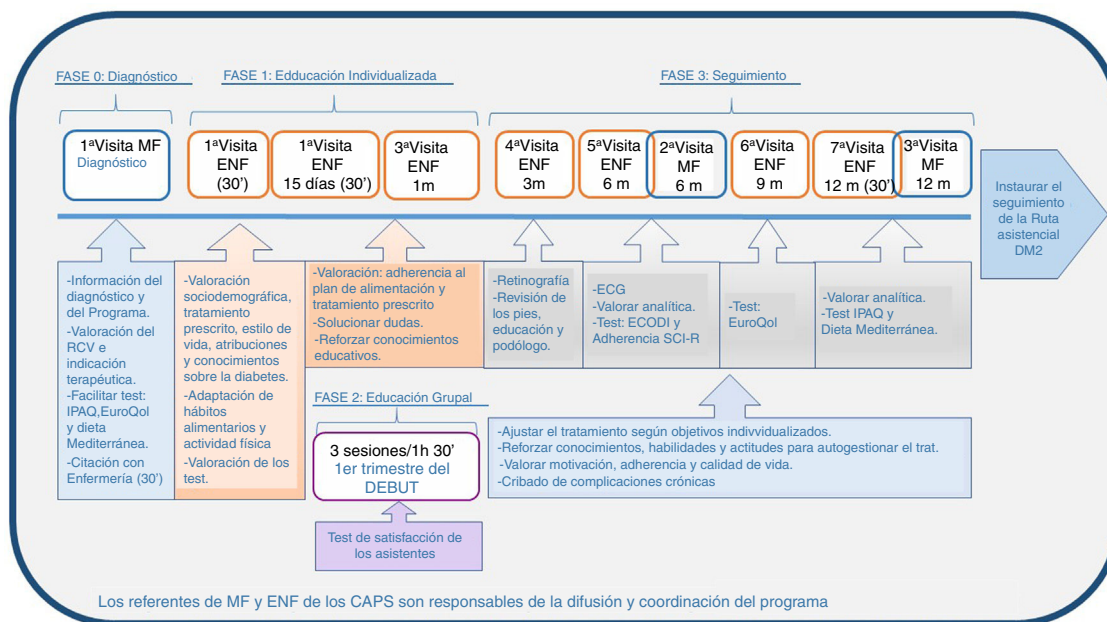 FASE 0: Diagnóstico
FASE 1: Edducación Individualizada
FASE 3: Seguimiento
1ªVisita MF
Diagnóstico
1ªVisita
ENF
(30')
1ªVisita
ENF
15 días (30')
3ªVisita
ENF
1m
4ªVisita
ENF
3m
5ªVisita
ENF
6 m
2ªVisita
MF
6 m
6ªVisita
ENF
9 m
7ªVisita
ENF
12 m (30')
3ªVisita
MF
12 m
Instaurar el
seguimiento
de la Ruta
asistencial
DM2
-Información del
diagnóstico y
del Programa.
-Valoración del
RCV e
indicación
terapéutica.
-Facilitar test:
IPAQ,EuroQol
y dieta
Mediterránea.
-Citación con
Enfermería (30')
-Valoración
sociodemográfica,
tratamiento
prescrito, estilo de
vida, atribuciones
y conocimientos
sobre la diabetes.
-Adaptación de
hábitos
alimentarios y
actividad física
-Valoración de los
test.
-Valoración: adherencia al
plan de alimentación y
tratamiento prescrito
-Solucionar dudas.
-Reforzar conocimientos
educativos.
-Retinografía
-Revisión de
los pies,
educación y
podólogo.
-ECG
-Valorar analítica.
-Test: ECODI y
Adherencia SCI-R
-Test:
EuroQol
-Valorar analítica.
-Test IPAQ y
Dieta Mediterránea.
FASE 2: Educación Grupal
3 sesiones/1h 30'
1er trimestre del
DEBUT
Test de satisfacción de
los asistentes
-Ajustar el tratamiento según objetivos indivvidualizados.
-Reforzar conocimientos, habilidades y actitudes para autogestionar el trat.
-Valorar motivación, adherencia y calidad de vida.
-Cribado de complicaciones crónicas
Los referentes de MF y ENF de los CAPS son responsables de la difusión y coordinación del programa